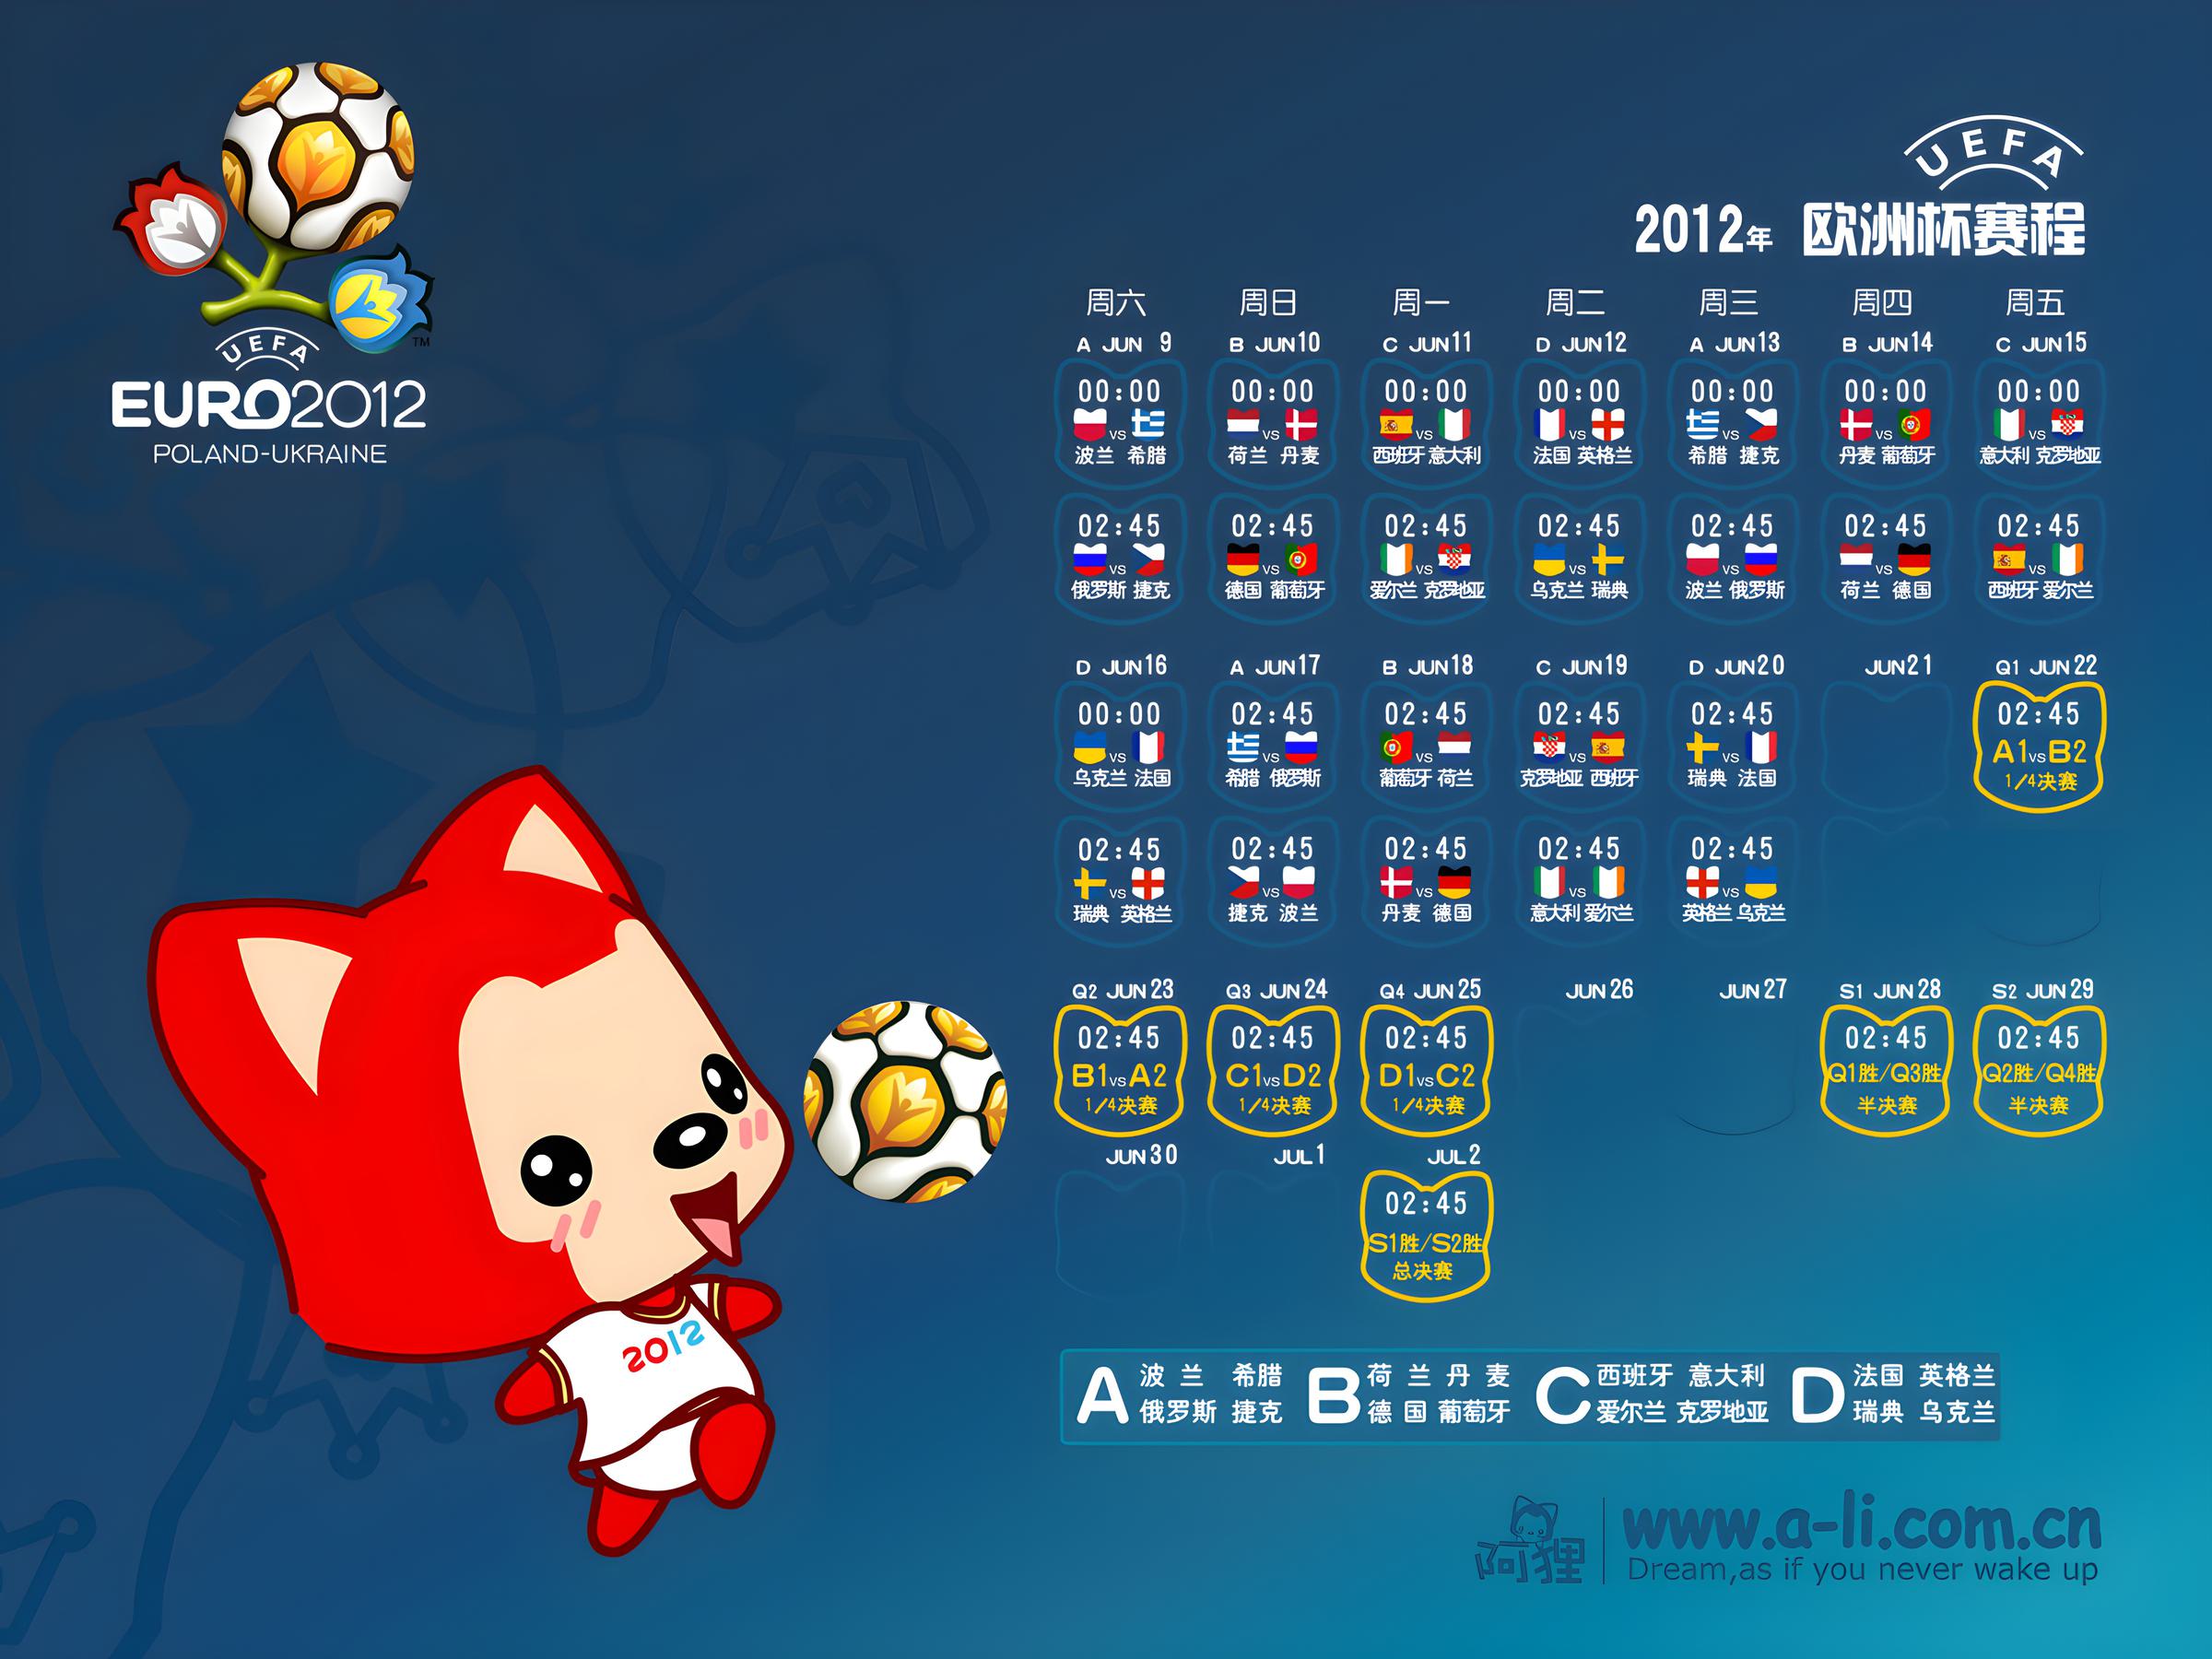 UEFA
EURO2012
POLAND-UKRAINE
TM
UEFA
2012年 欧洲杯赛程
周六 周日 周一 周二 周三 周四 周五
A JUN 9 B JUN10 C JUN11 D JUN12 A JUN13 B JUN14 C JUN15
00:00 00:00 00:00 00:00 00:00 00:00 00:00
vs vs vs vs vs vs vs
波兰 希腊 荷兰 丹麦 西班牙 意大利 法国 英格兰 希腊 捷克 丹麦 葡萄牙 意大利 克罗地亚
02:45 02:45 02:45 02:45 02:45 02:45 02:45
vs vs vs vs vs vs vs
俄罗斯 捷克 德国 葡萄牙 爱尔兰 克罗地亚 乌克兰 瑞典 波兰 俄罗斯 荷兰 德国 西班牙 爱尔兰
D JUN16 A JUN17 B JUN18 C JUN19 D JUN20 JUN21 Q1 JUN22
00:00 02:45 02:45 02:45 02:45 02:45
vs vs vs vs vs A1vsB2
乌克兰 法国 希腊 俄罗斯 葡萄牙 荷兰 克罗地亚 西班牙 瑞典 法国 1/4决赛
02:45 02:45 02:45 02:45 02:45
vs vs vs vs vs
瑞典 英格兰 捷克 波兰 丹麦 德国 意大利 爱尔兰 英格兰 乌克兰
Q2 JUN23 Q3 JUN24 Q4 JUN25 JUN26 JUN27 S1 JUN28 S2 JUN29
02:45 02:45 02:45 02:45 02:45
B1vsA2 C1vsD2 D1vsC2 Q1胜/Q3胜 Q2胜/Q4胜
1/4决赛 1/4决赛 1/4决赛 半决赛 半决赛
JUN30 JUL1 JUL2
02:45
S1胜/S2胜
总决赛
2012
A 波兰 希腊 B 荷兰 丹麦 C 西班牙 意大利 D 法国 英格兰
俄罗斯 捷克 德国 葡萄牙 爱尔兰 克罗地亚 瑞典 乌克兰
阿狸 www.a-li.com.cn
Dream,as if you never wake up